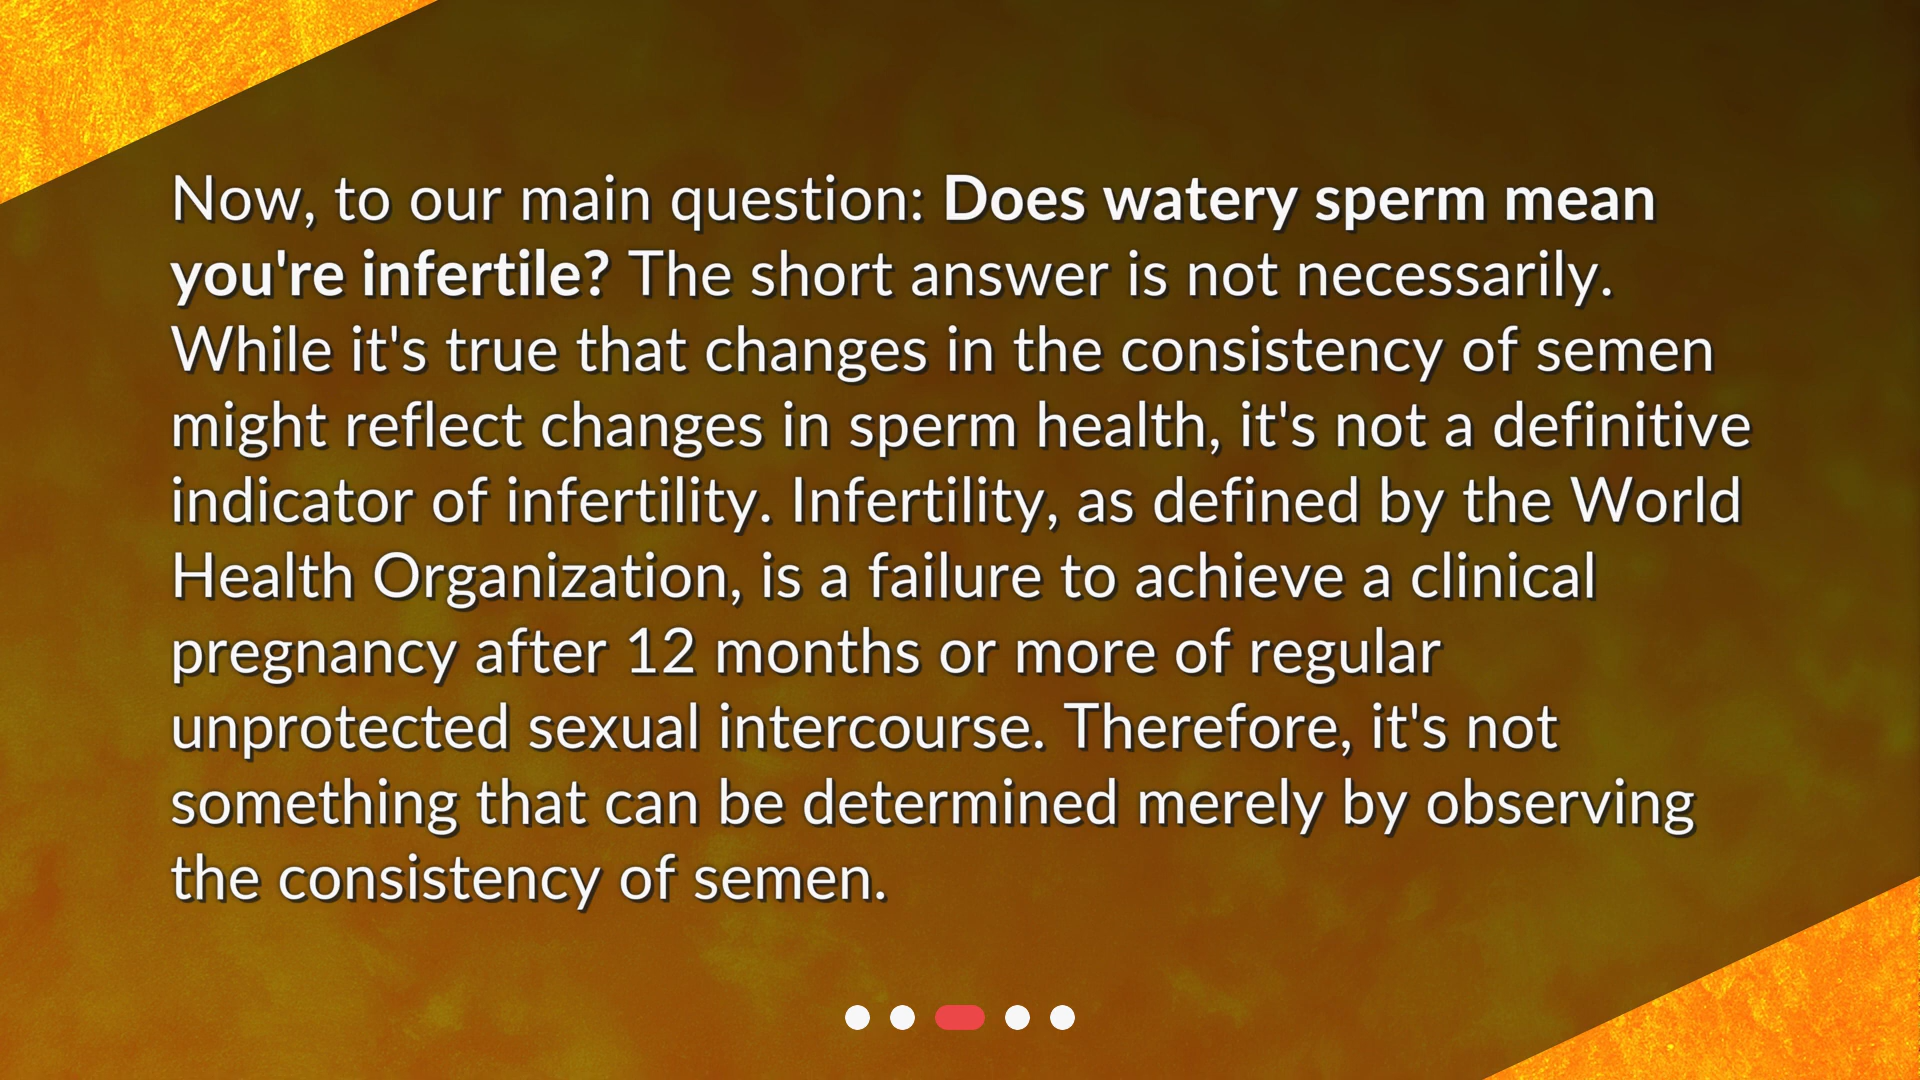 Now, to our main question: Does watery sperm mean
you're infertile? The short answer is not necessarily.
While it's true that changes in the consistency of semen
might reflect changes in sperm health, it's not a definitive
indicator of infertility. Infertility, as defined by the World
Health Organization, is a failure to achieve a clinical
pregnancy after 12 months or more of regular
unprotected sexual intercourse. Therefore, it's not
something that can be determined merely by observing
the consistency of semen.